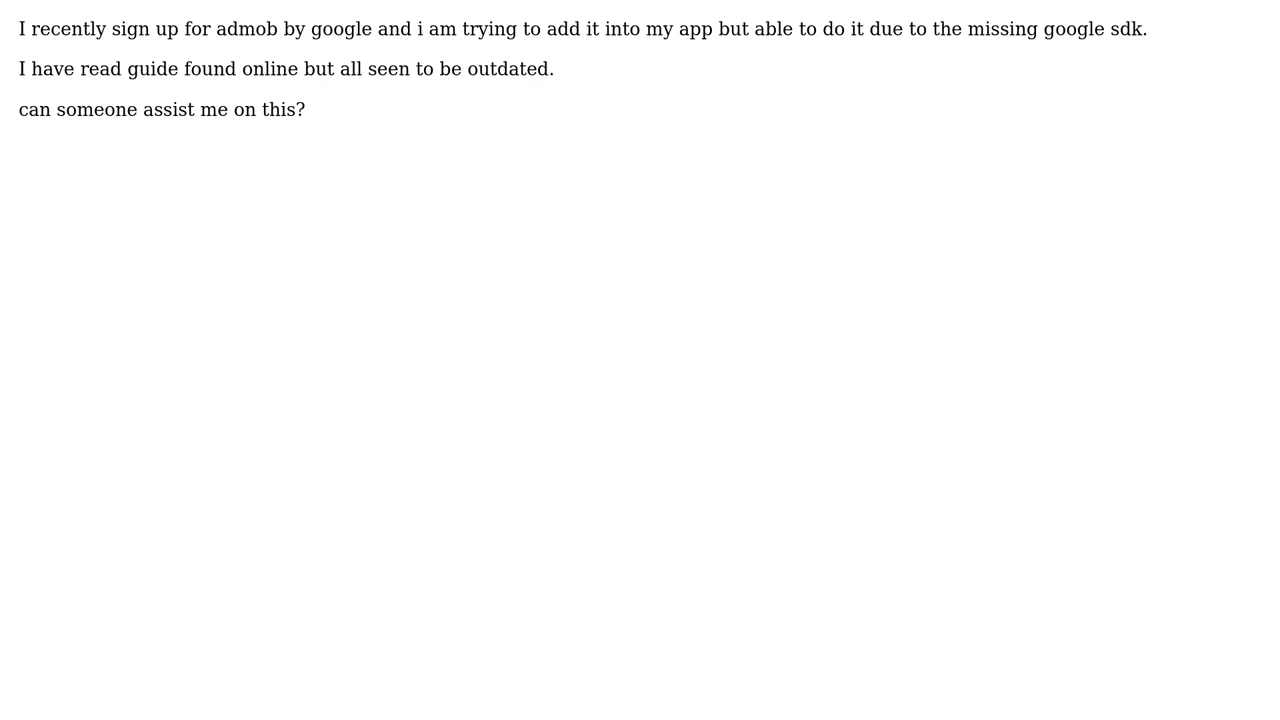 I recently sign up for admob by google and i am trying to add it into my app but able to do it due to the missing google sdk.
I have read guide found online but all seen to be outdated.
can someone assist me on this?